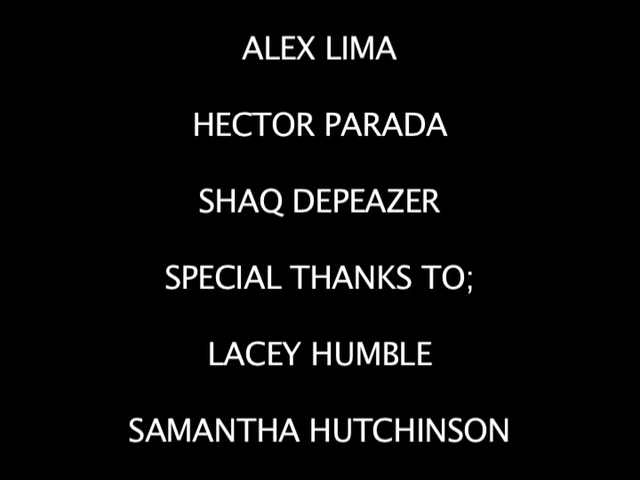 ALEX LIMA
HECTOR PARADA
SHAQ DEPEAZER
SPECIAL THANKS TO;
LACEY HUMBLE
SAMANTHA HUTCHINSON